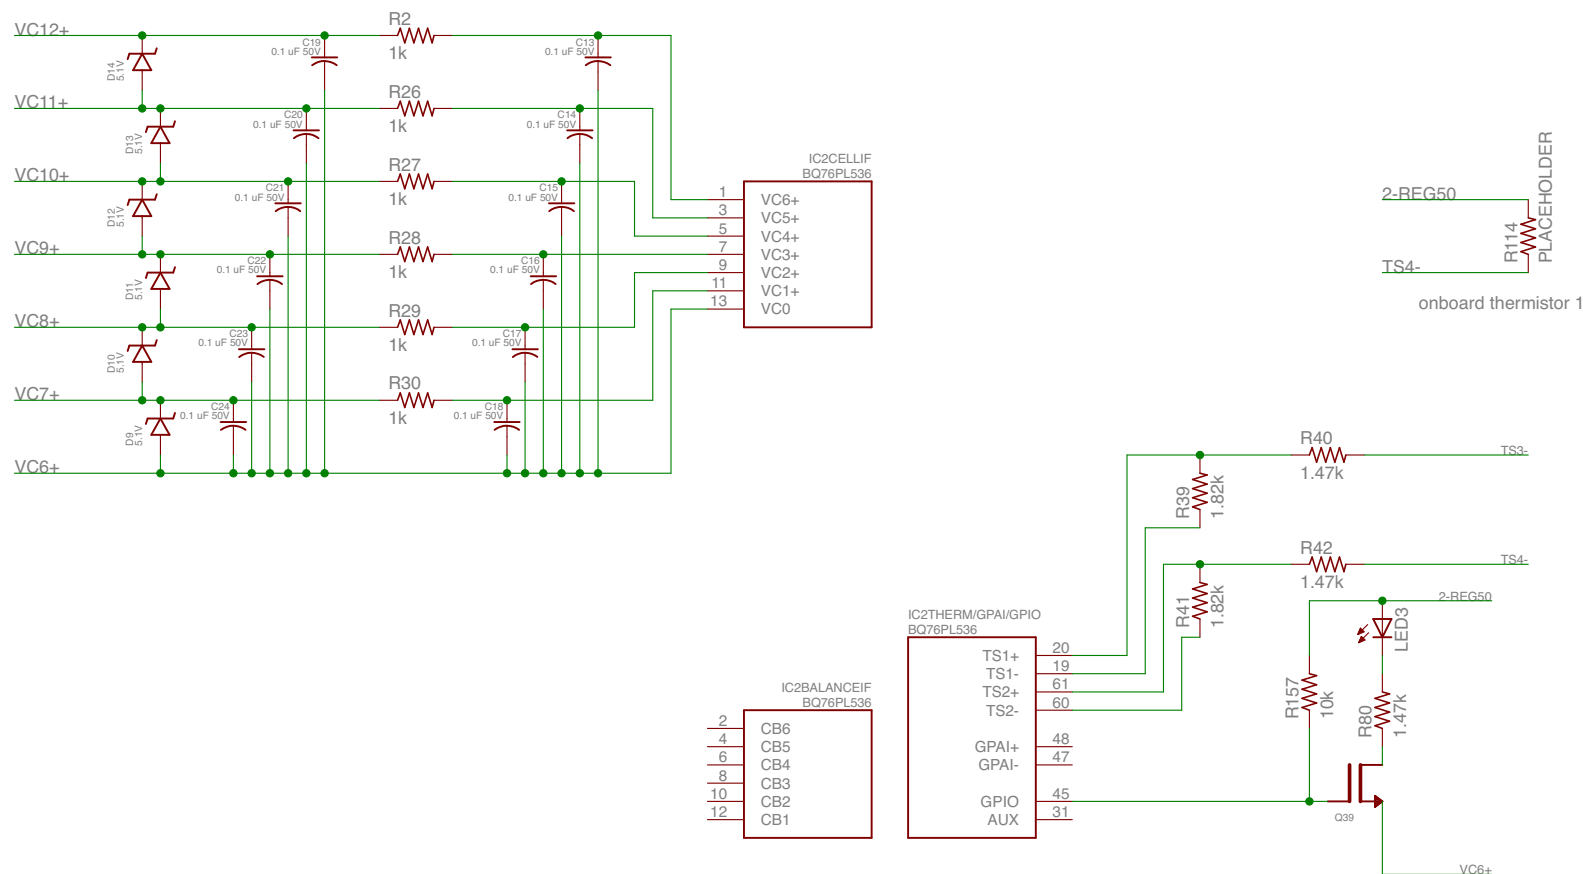 VC12+
D14
5.1V
C19
0.1 uF 50V
R2
1k
C13
0.1 uF 50V
VC11+
D13
5.1V
C20
0.1 uF 50V
R26
1k
C14
0.1 uF 50V
VC10+
D12
5.1V
C21
0.1 uF 50V
R27
1k
C15
0.1 uF 50V
VC9+
D11
5.1V
C22
0.1 uF 50V
R28
1k
C16
0.1 uF 50V
VC8+
D10
5.1V
C23
0.1 uF 50V
R29
1k
C17
0.1 uF 50V
VC7+
D9
5.1V
C24
0.1 uF 50V
R30
1k
C18
0.1 uF 50V
VC6+
IC2CELLIF
BQ76PL536
1 VC6+
3 VC5+
5 VC4+
7 VC3+
9 VC2+
11 VC1+
13 VC0
2-REG50
R114
PLACEHOLDER
TS4-
onboard thermistor 1
R40
1.47k
TS3-
R39
1.82k
R42
1.47k
TS4-
R41
1.82k
2-REG50
LED3
R157
10k
R80
1.47k
Q39
VC6+
IC2THERM/GPAI/GPIO
BQ76PL536
TS1+ 20
TS1- 19
TS2+ 61
TS2- 60
GPAI+ 48
GPAI- 47
GPIO 45
AUX 31
IC2BALANCEIF
BQ76PL536
2 CB6
4 CB5
6 CB4
8 CB3
10 CB2
12 CB1